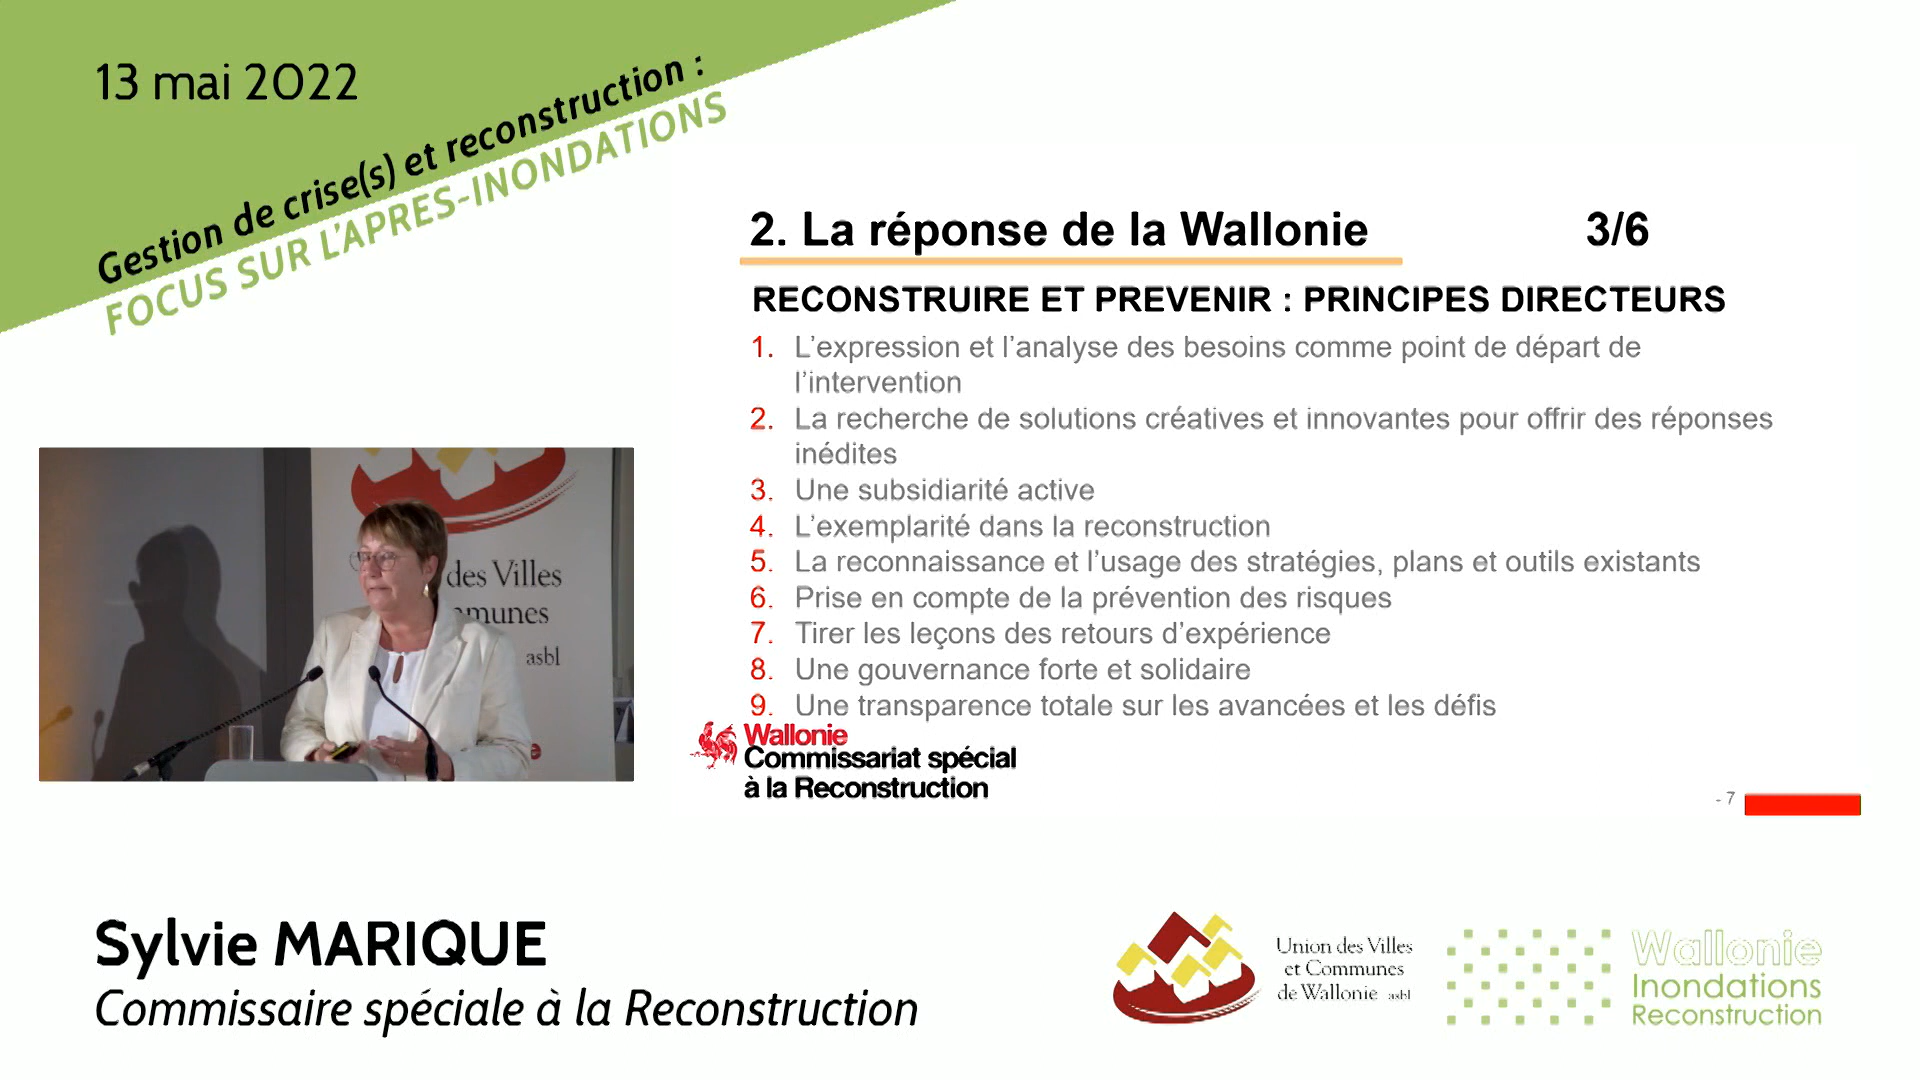 13 mai 2022
Gestion de crise(s) et reconstruction :
FOCUS SUR L'APRES-INONDATIONS
2. La réponse de la Wallonie
3/6
RECONSTRUIRE ET PREVENIR : PRINCIPES DIRECTEURS
1. L’expression et l’analyse des besoins comme point de départ de
l’intervention
2. La recherche de solutions créatives et innovantes pour offrir des réponses
inédites
3. Une subsidiarité active
4. L’exemplarité dans la reconstruction
5. La reconnaissance et l’usage des stratégies, plans et outils existants
6. Prise en compte de la prévention des risques
7. Tirer les leçons des retours d’expérience
8. Une gouvernance forte et solidaire
9. Une transparence totale sur les avancées et les défis
Wallonie
Commissariat spécial
à la Reconstruction
- 7
des Villes
munes
asbl
e
Sylvie MARIQUE
Commissaire spéciale à la Reconstruction
Union des Villes
et Communes
de Wallonie asbl
Wallonie
Inondations
Reconstruction